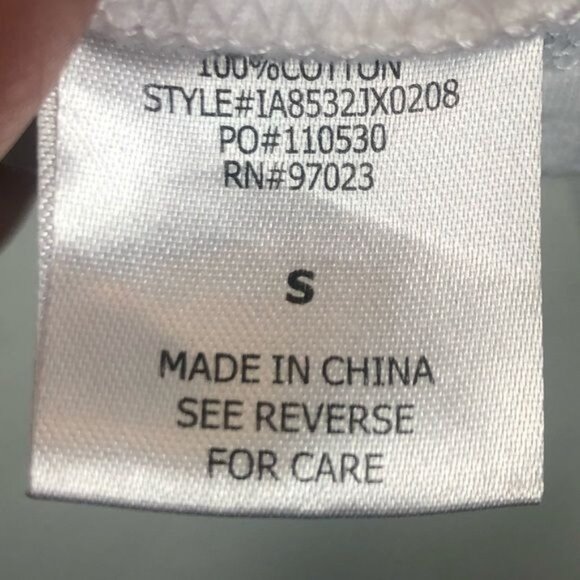 100%COTTON
STYLE#IA8532JX0208
PO#110530
RN#97023
S
MADE IN CHINA
SEE REVERSE
FOR CARE